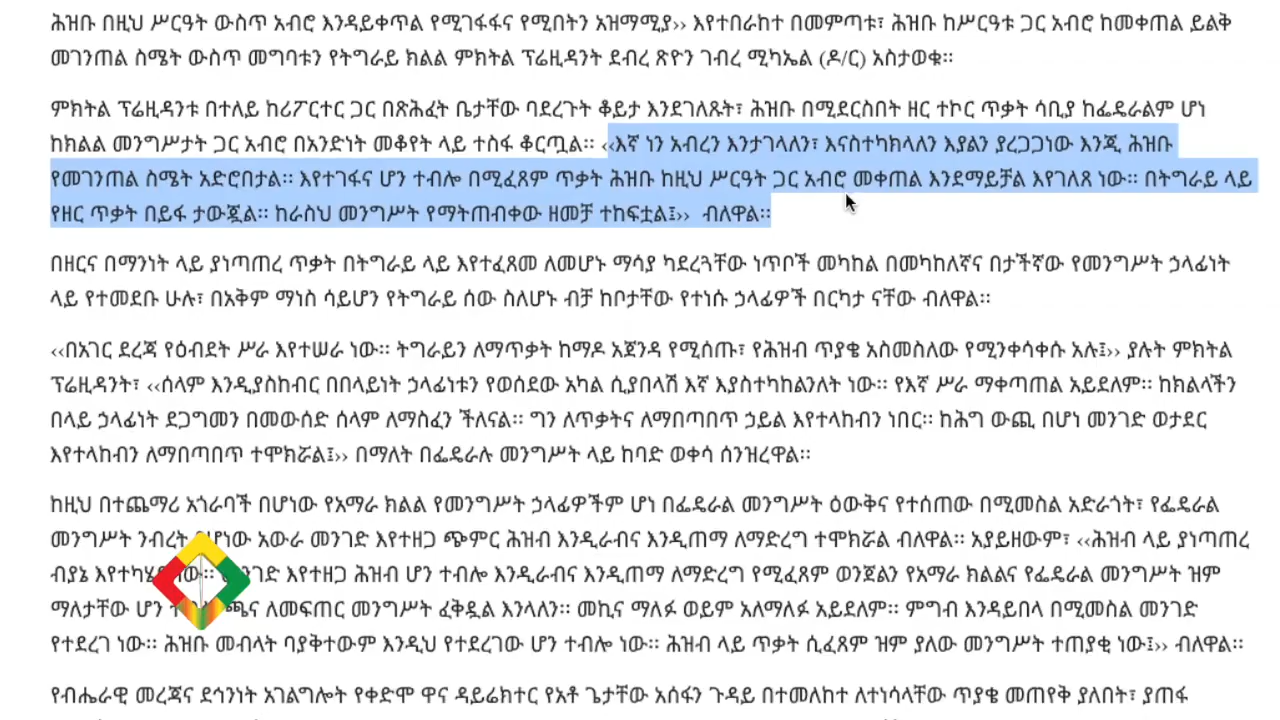 ሕዝቡ በዚህ ሥርዓት ውስጥ አብሮ እንዳይቀጥል የሚገፋፋና የሚበትን አዝማሚያ›› እየተበራከተ በመምጣቱ፣ ሕዝቡ ከሥርዓቱ ጋር አብሮ ከመቀጠል ይልቅ
መገንጠል ስሜት ውስጥ መግባቱን የትግራይ ክልል ምክትል ፕሬዚዳንት ደብረ ጽዮን ገብረ ሚካኤል (ዶ/ር) አስታወቁ፡፡
ምክትል ፕሬዚዳንቱ በተለይ ከሪፖርተር ጋር በጽሕፈት ቤታቸው ባደረጉት ቆይታ እንደገለጹት፣ ሕዝቡ በሚደርስበት ዘር ተኮር ጥቃት ሳቢያ ከፌደራልም ሆነ
ከክልል መንግሥታት ጋር አብሮ በአንድነት መቆየት ላይ ተስፋ ቆርጧል፡፡ ‹‹እኛ ነን አብረን እንታገላለን፣ እናስተካክላለን እያልን ያረጋጋነው እንጂ ሕዝቡ
የመገንጠል ስሜት አድሮበታል፡፡ እየተገፋና ሆን ተብሎ በሚፈጸም ጥቃት ሕዝቡ ከዚህ ሥርዓት ጋር አብሮ መቀጠል እንደማይቻል እየገለጸ ነው፡፡ በትግራይ ላይ
የዘር ጥቃት በይፋ ታውጇል፡፡ ከራስህ መንግሥት የማትጠብቀው ዘመቻ ተከፍቷል፤›› ብለዋል፡፡
በዘርና በማንነት ላይ ያነጣጠረ ጥቃት በትግራይ ላይ እየተፈጸመ ለመሆኑ ማሳያ ካደረጓቸው ነጥቦች መካከል በመካከለኛና በታችኛው የመንግሥት ኃላፊነት
ላይ የተመደቡ ሁሉ፣ በአቅም ማነስ ሳይሆን የትግራይ ሰው ስለሆኑ ብቻ ከቦታቸው የተነሱ ኃላፊዎች በርካታ ናቸው ብለዋል፡፡
‹‹በአገር ደረጃ የዕብደት ሥራ እየተሠራ ነው፡፡ ትግራይን ለማጥቃት ከማዶ አጀንዳ የሚሰጡ፣ የሕዝብ ጥያቄ አስመስለው የሚንቀሳቀሱ አሉ፤›› ያሉት ምክትል
ፕሬዚዳንት፣ ‹‹ሰላም እንዲያስከብር በበላይነት ኃላፊነቱን የወሰደው አካል ሲያበላሽ እኛ እያስተካከልንለት ነው፡፡ የእኛ ሥራ ማቀጣጠል አይደለም፡፡ ከክልላችን
በላይ ኃላፊነት ደጋግመን በመውሰድ ሰላም ለማስፈን ችለናል፡፡ ግን ለጥቃትና ለማበጣበጥ ኃይል እየተላከብን ነበር፡፡ ከሕግ ውጪ በሆነ መንገድ ወታደር
እየተላከብን ለማበጣበጥ ተሞክሯል፤›› በማለት በፌዴራሉ መንግሥት ላይ ከባድ ወቀሳ ሰንዝረዋል፡፡
ከዚህ በተጨማሪ አጎራባች በሆነው የአማራ ክልል የመንግሥት ኃላፊዎችም ሆነ በፌዴራል መንግሥት ዕውቅና የተሰጠው በሚመስል አድራጎት፣ የፌዴራል
መንግሥት ንብረት አውራ መንገድ እየተዘጋ ጭምር ሕዝብ እንዲራብና እንዲጠማ ለማድረግ ተሞክሯል ብለዋል፡፡ አያይዘውም፣ ‹‹ሕዝብ ላይ ያነጣጠረ
ብያኔ መንገድ እየተዘጋ ሕዝብ ሆን ተብሎ እንዲራብና እንዲጠማ ለማድረግ የሚፈጸም ወንጀልን የአማራ ክልልና የፌደራል መንግሥት ዝም
ማለታቸው ሆን ለመፍጠር መንግሥት ፈቅዷል እንላለን፡፡ መኪና ማለፉ ወይም አለማለፉ አይደለም፡፡ ምግብ እንዳይበላ በሚመስል መንገድ
የተደረገ ነው፡፡ ሕዝቡ መብላት ባያቅተውም እንዲህ የተደረገው ሆን ተብሎ ነው፡፡ ሕዝብ ላይ ጥቃት ሲፈጸም ዝም ያለው መንግሥት ተጠያቂ ነው፤›› ብለዋል፡፡
የብሔራዊ መረጃና ደኅንነት አገልግሎት የቀድሞ ዋና ዳይሬክተር የአቶ ጌታቸው አሰፋን ጉዳይ በተመለከተ ለተነሳላቸው ጥያቄ መጠየቅ ያለበት፣ ያጠፋ